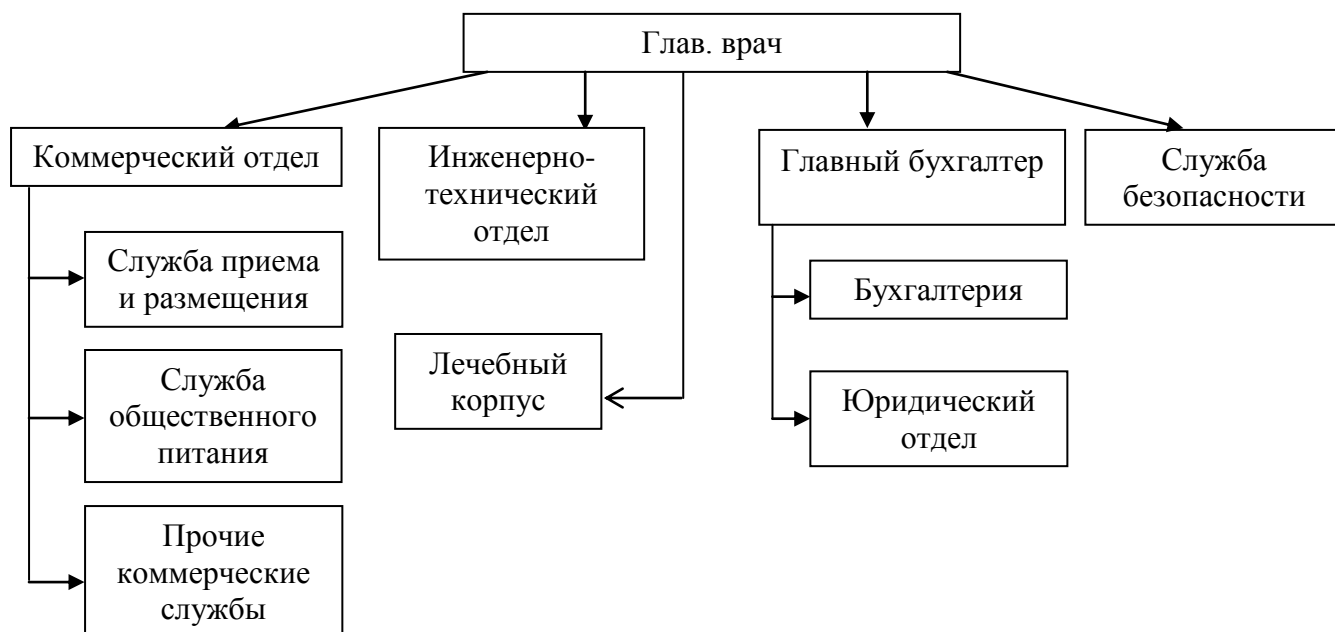 Глав. врач
Коммерческий отдел
Инженерно-
технический
отдел
Главный бухгалтер
Служба
безопасности
Служба приема
и размещения
Бухгалтерия
Лечебный
корпус
Служба
общественного
питания
Юридический
отдел
Прочие
коммерческие
службы